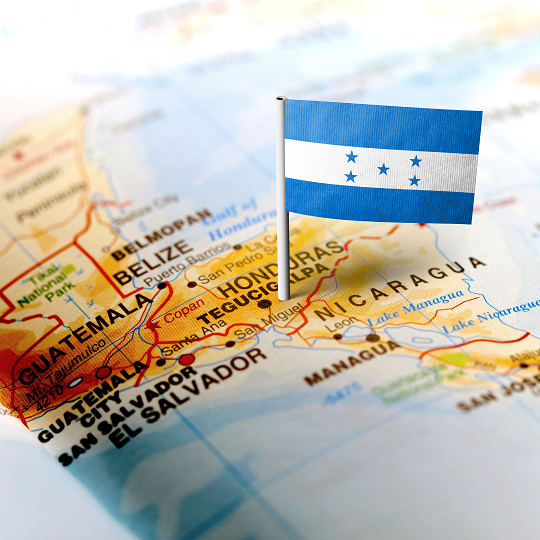 Yucatan
Peninsula
Belize City
BELMOPAN
Gulf of
Honduras
BELIZE
Tikal
National
Park
Puerto Barrios
La Ceiba
San Pedro Sula
HONDURAS
TEGUCIGALPA
GUATEMALA
Copan
NICARAGUA
Santa Ana
San Miguel
Leon
Lake Managua
Lake Nicaragua
Mt. Tajumulco
4210
MANAGUA
GUATEMALA
CITY
SAN SALVADOR
EL SALVADOR
5475
SAN JOSE